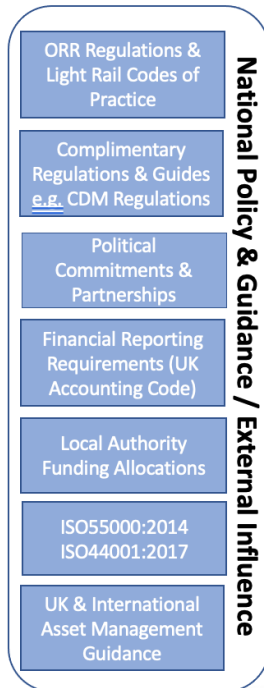 ORR Regulations &
Light Rail Codes of
Practice
Complimentary
Regulations & Guides
e.g. CDM Regulations
Political
Commitments &
Partnerships
Financial Reporting
Requirements (UK
Accounting Code)
Local Authority
Funding Allocations
ISO55000:2014
ISO44001:2017
UK & International
Asset Management
Guidance
National Policy & Guidance / External Influence